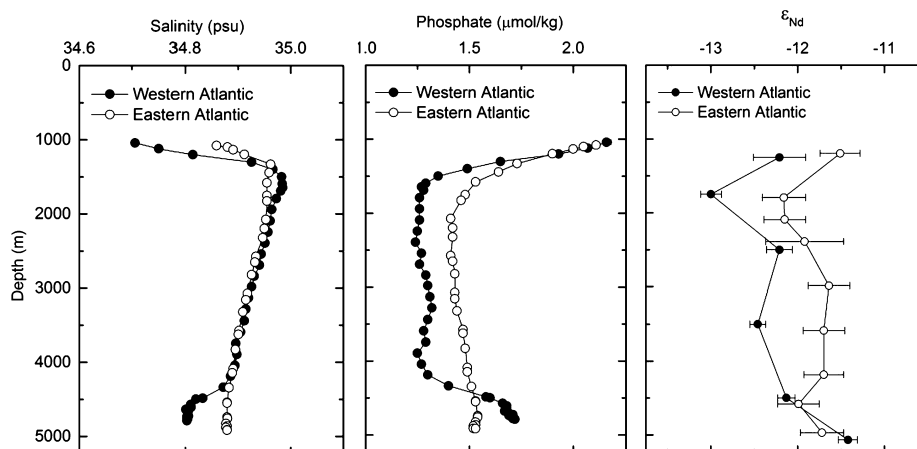 Salinity (psu)
34.6 34.8 35.0
Phosphate (μmol/kg)
1.0 1.5 2.0
εNd
-13 -12 -11
Depth (m)
0
1000
2000
3000
4000
5000
Western Atlantic
Eastern Atlantic
Western Atlantic
Eastern Atlantic
Western Atlantic
Eastern Atlantic